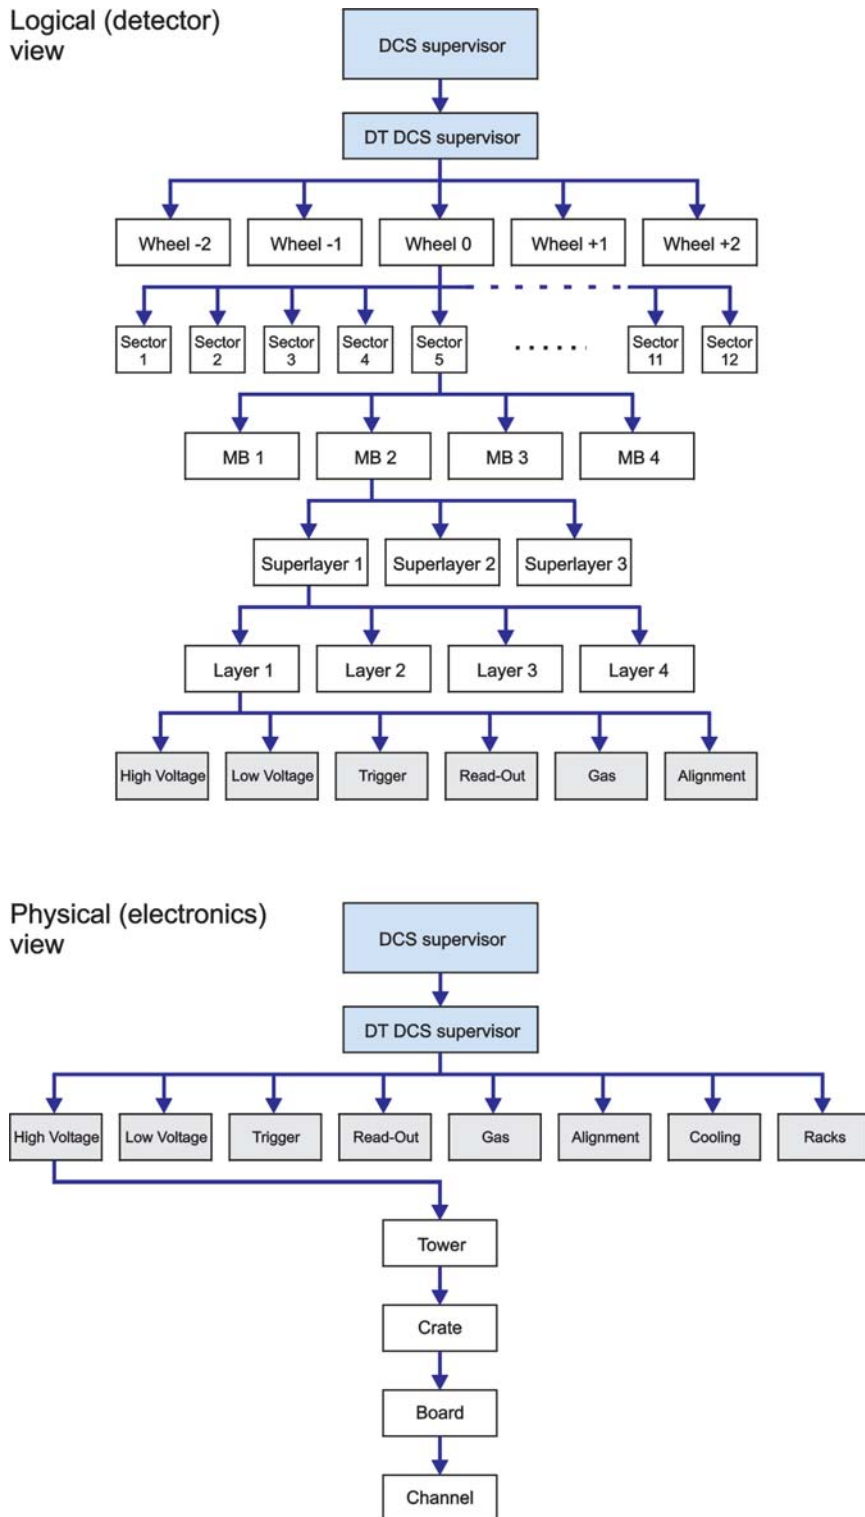 Logical (detector)
view
DCS supervisor
DT DCS supervisor
Wheel -2 Wheel -1 Wheel 0 Wheel +1 Wheel +2
Sector Sector Sector Sector Sector Sector Sector
1 2 3 4 5 ...... 11 12
MB 1 MB 2 MB 3 MB 4
Superlayer 1 Superlayer 2 Superlayer 3
Layer 1 Layer 2 Layer 3 Layer 4
High Voltage Low Voltage Trigger Read-Out Gas Alignment
Physical (electronics)
view
DCS supervisor
DT DCS supervisor
High Voltage Low Voltage Trigger Read-Out Gas Alignment Cooling Racks
Tower
Crate
Board
Channel